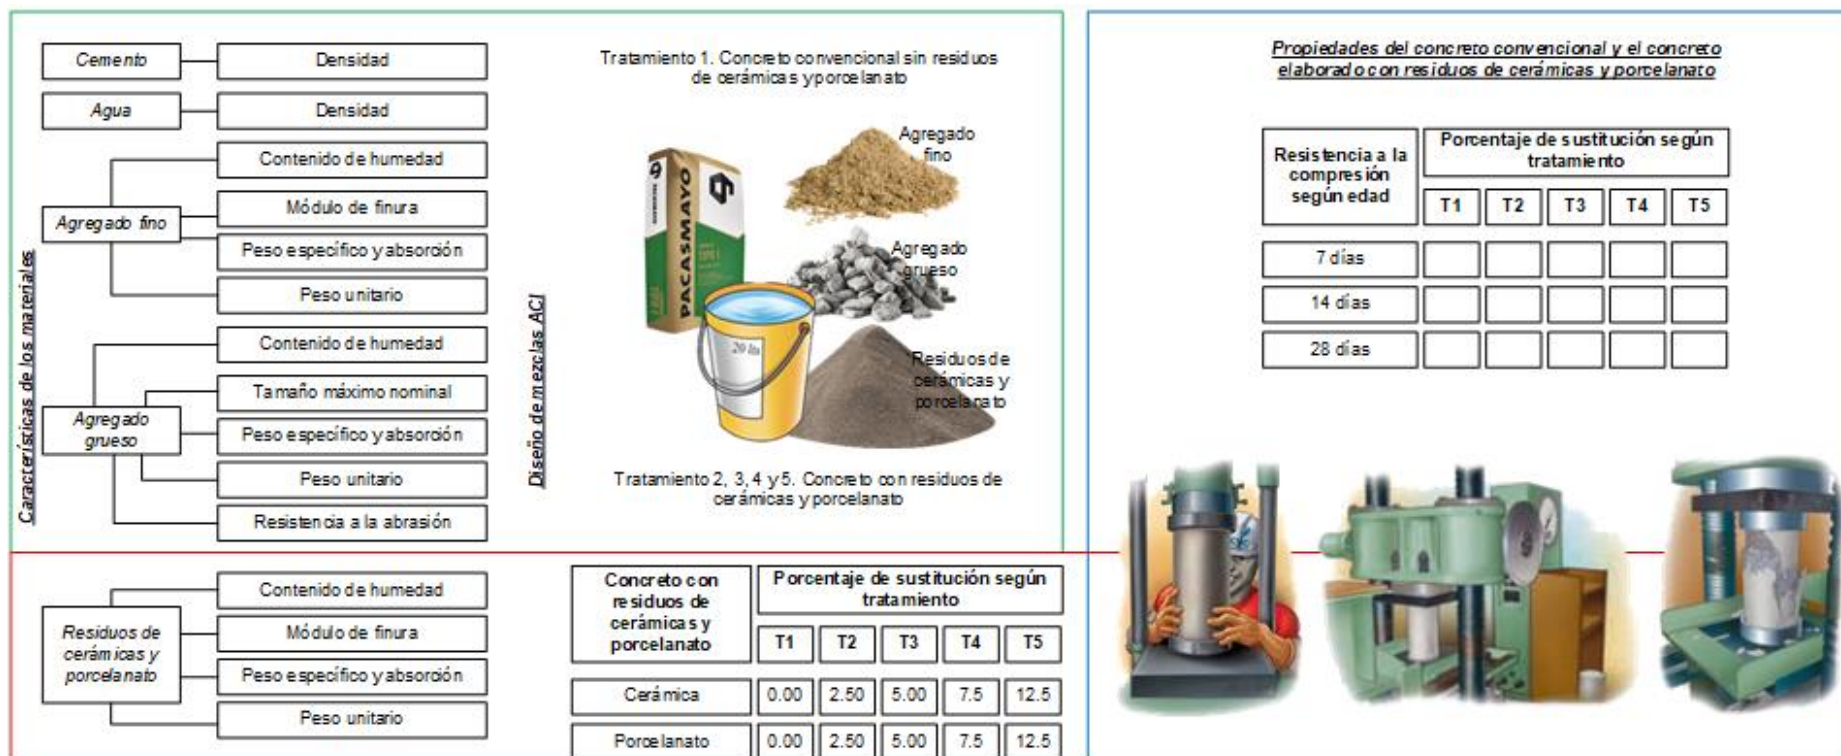 Características de los materiales
Cemento
Densidad
Agua
Densidad
Agregado fino
Contenido de humedad
Módulo de finura
Peso específico y absorción
Peso unitario
Agregado
grueso
Contenido de humedad
Tamaño máximo nominal
Peso específico y absorción
Peso unitario
Resistencia a la abrasión
Diseño de mezclas ACI
Tratamiento 1. Concreto convencional sin residuos
de cerámicas y porcelanato
PACASMAYO
Agregado
fino
Agregado
grueso
20 lts
Residuos de
cerámicas y
porcelanato
Tratamiento 2, 3, 4 y 5. Concreto con residuos de
cerámicas y porcelanato
Residuos de
cerámicas y
porcelanato
Contenido de humedad
Módulo de finura
Peso específico y absorción
Peso unitario
Concreto con
residuos de
cerámicas y
porcelanato
Porcentaje de sustitución según
tratamiento
T1 T2 T3 T4 T5
Cerámica 0.00 2.50 5.00 7.5 12.5
Porcelanato 0.00 2.50 5.00 7.5 12.5
Propiedades del concreto convencional y el concreto
elaborado con residuos de cerámicas y porcelanato
Resistencia a la
compresión
según edad
Porcentaje de sustitución según
tratamiento
T1 T2 T3 T4 T5
7 días
14 días
28 días